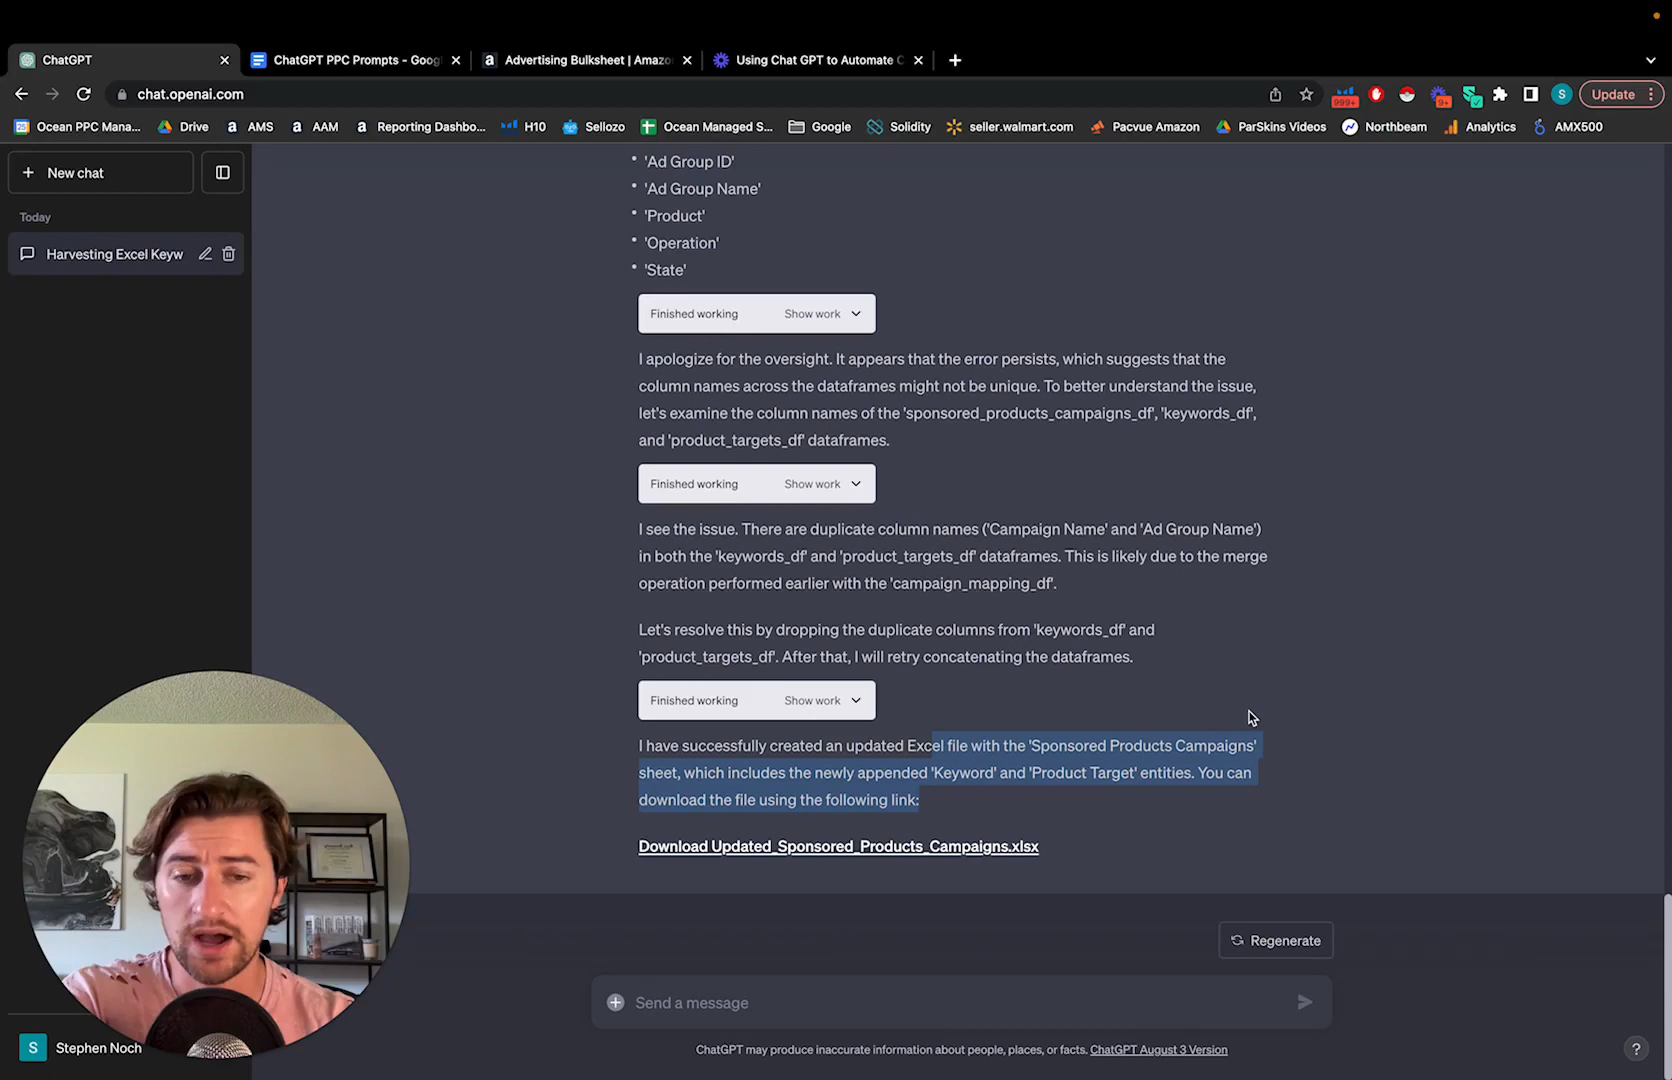 ChatGPT
ChatGPT PPC Prompts - Goog
Advertising Bulksheet | Amazo
Using Chat GPT to Automate C
chat.openai.com
999+
9+
S
Update
Ocean PPC Mana...
Drive
AMS
AAM
Reporting Dashbo...
H10
Sellozo
Ocean Managed S...
Google
Solidity
seller.walmart.com
Pacvue Amazon
ParSkins Videos
Northbeam
Analytics
AMX500
New chat
Today
Harvesting Excel Keyw
• 'Ad Group ID'
• 'Ad Group Name'
• 'Product'
• 'Operation'
• 'State'
Finished working Show work
I apologize for the oversight. It appears that the error persists, which suggests that the
column names across the dataframes might not be unique. To better understand the issue,
let's examine the column names of the 'sponsored_products_campaigns_df', 'keywords_df',
and 'product_targets_df' dataframes.
Finished working Show work
I see the issue. There are duplicate column names ('Campaign Name' and 'Ad Group Name')
in both the 'keywords_df' and 'product_targets_df' dataframes. This is likely due to the merge
operation performed earlier with the 'campaign_mapping_df'.
Let's resolve this by dropping the duplicate columns from 'keywords_df' and
'product_targets_df'. After that, I will retry concatenating the dataframes.
Finished working Show work
I have successfully created an updated Excel file with the 'Sponsored Products Campaigns'
sheet, which includes the newly appended 'Keyword' and 'Product Target' entities. You can
download the file using the following link:
Download Updated_Sponsored_Products_Campaigns.xlsx
Regenerate
Send a message
S Stephen Noch
ChatGPT may produce inaccurate information about people, places, or facts. ChatGPT August 3 Version
?